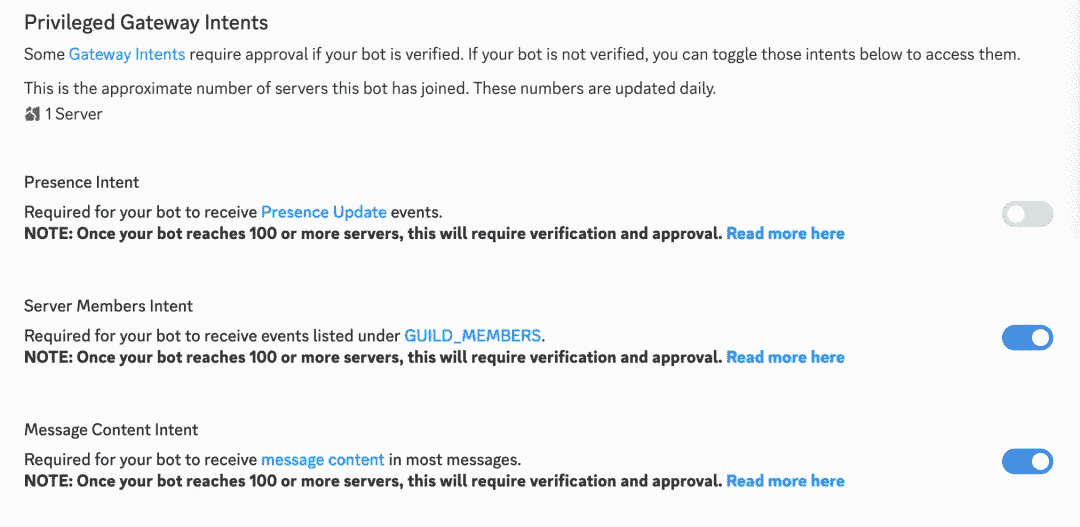 Privileged Gateway Intents
Some Gateway Intents require approval if your bot is verified. If your bot is not verified, you can toggle those intents below to access them.
This is the approximate number of servers this bot has joined. These numbers are updated daily.
1 Server
Presence Intent
Required for your bot to receive Presence Update events.
NOTE: Once your bot reaches 100 or more servers, this will require verification and approval. Read more here
Server Members Intent
Required for your bot to receive events listed under GUILD_MEMBERS.
NOTE: Once your bot reaches 100 or more servers, this will require verification and approval. Read more here
Message Content Intent
Required for your bot to receive message content in most messages.
NOTE: Once your bot reaches 100 or more servers, this will require verification and approval. Read more here